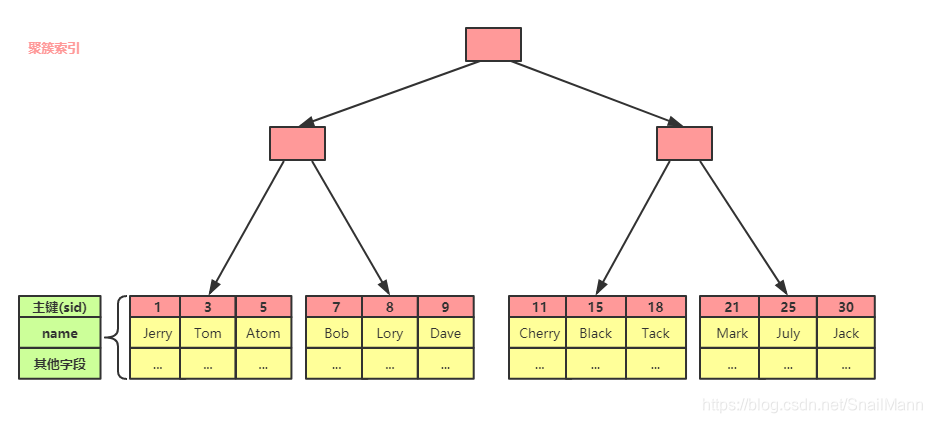 聚簇索引
主键(sid) 1 3 5 7 8 9 11 15 18 21 25 30
name Jerry Tom Atom Bob Lory Dave Cherry Black Tack Mark July Jack
其他字段 ... ... ... ... ... ... ... ... ... ... ... ...
https://blog.csdn.net/SnailMann